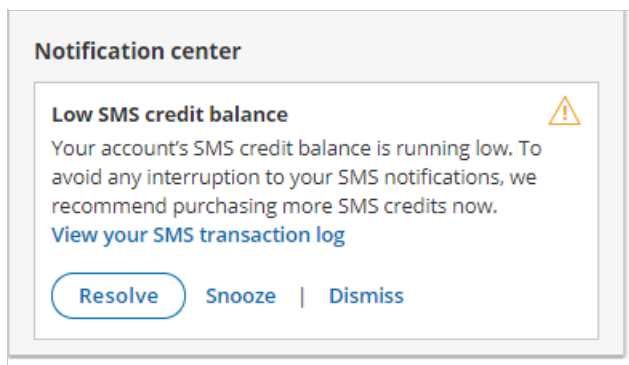 Notification center
Low SMS credit balance
Your account's SMS credit balance is running low. To
avoid any interruption to your SMS notifications, we
recommend purchasing more SMS credits now.
View your SMS transaction log
Resolve Snooze | Dismiss